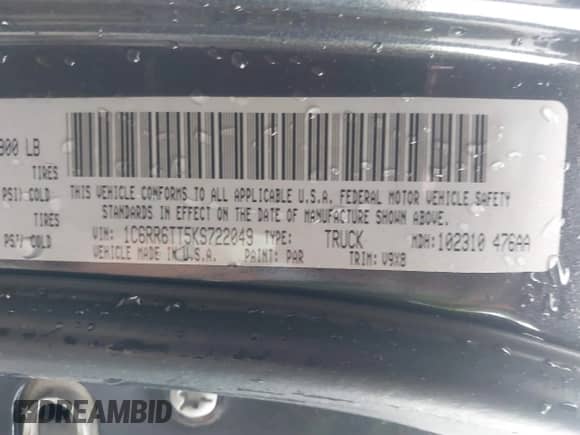 900 LB
TIRES
PSI/COLD
THIS VEHICLE CONFORMS TO ALL APPLICABLE U.S.A. FEDERAL MOTOR VEHICLE SAFETY
TIRES
STANDARDS IN EFFECT ON THE DATE OF MANUFACTURE SHOWN ABOVE.
PSI/COLD
VIN: 1C6RR6TT5KS722049 TYPE: TRUCK MDH: 102310 476AA
VEHICLE MADE IN U.S.A. PAINT: PAR TRIM: V9X8
DREAMBID